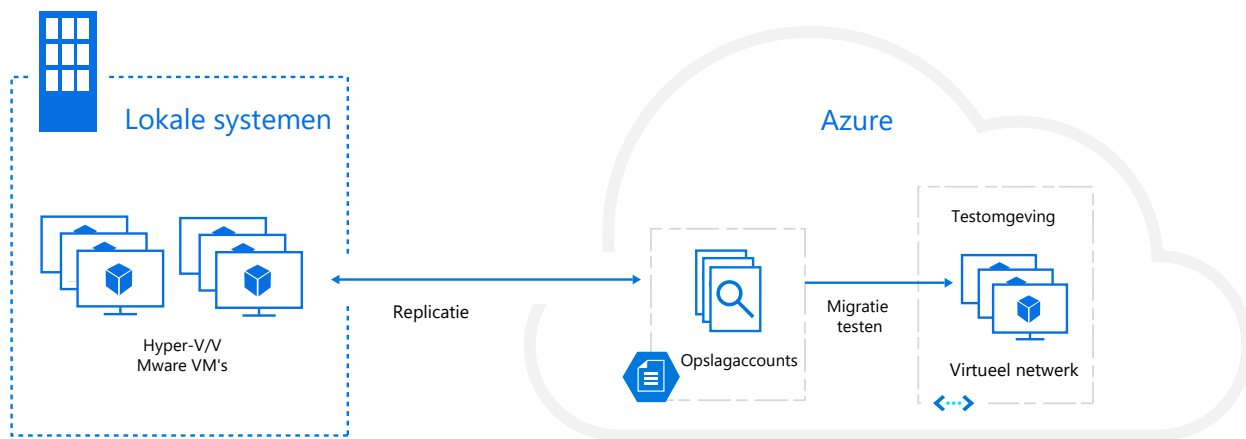 Lokale systemen
Azure
Testomgeving
Replicatie
Migratie
testen
Hyper-V/V
Mware VM's
Opslagaccounts
Virtueel netwerk